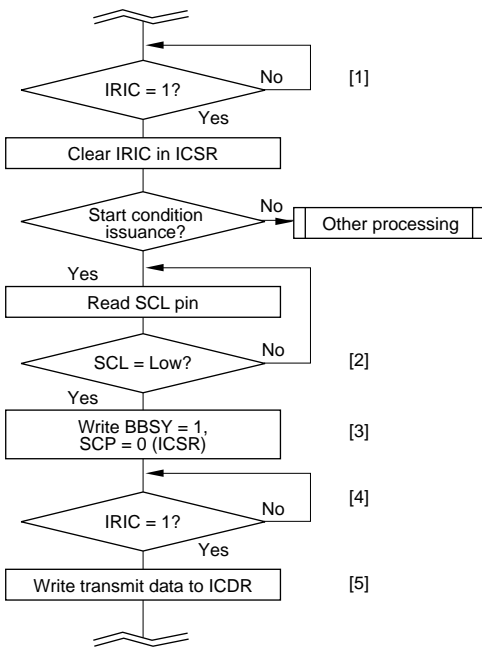 No
IRIC = 1?
[1]
Yes
Clear IRIC in ICSR
Start condition
issuance?
No
Other processing
Yes
Read SCL pin
SCL = Low?
No
[2]
Yes
Write BBSY = 1,
SCP = 0 (ICSR)
[3]
[4]
IRIC = 1?
No
Yes
Write transmit data to ICDR
[5]